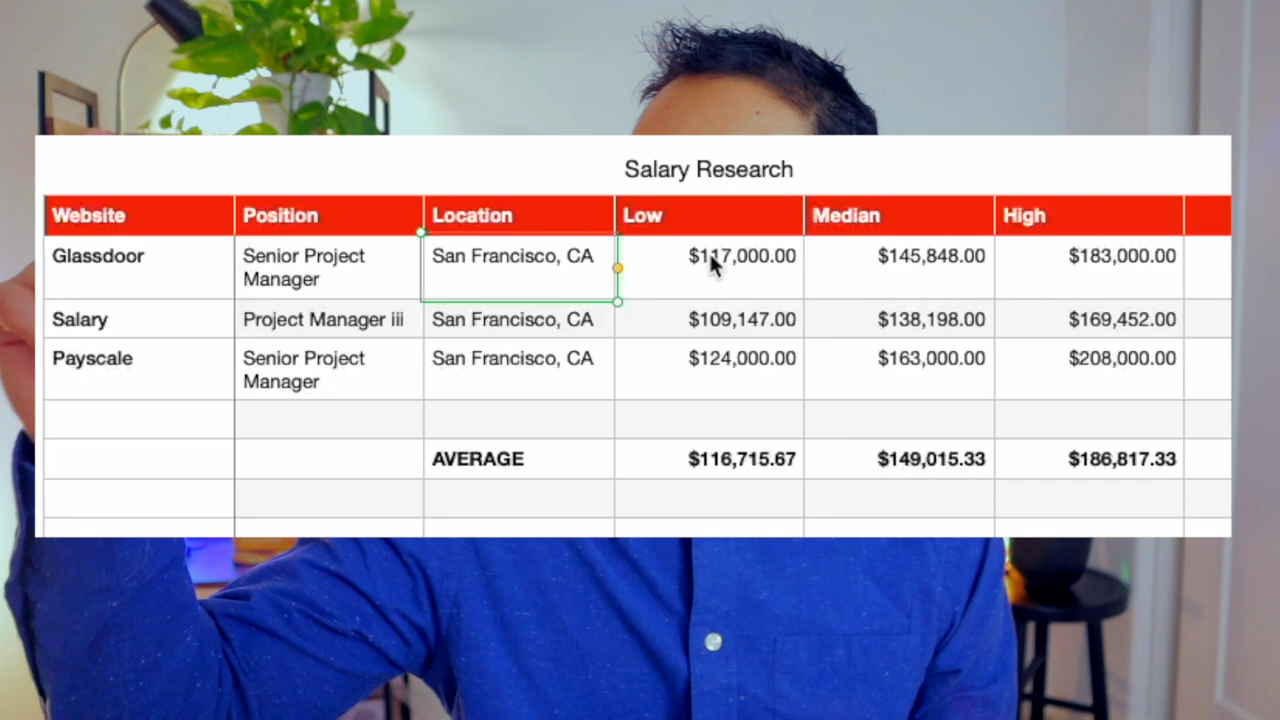 Salary Research
Website Position Location Low Median High
Glassdoor Senior Project Manager San Francisco, CA $117,000.00 $145,848.00 $183,000.00
Salary Project Manager iii San Francisco, CA $109,147.00 $138,198.00 $169,452.00
Payscale Senior Project Manager San Francisco, CA $124,000.00 $163,000.00 $208,000.00
AVERAGE $116,715.67 $149,015.33 $186,817.33